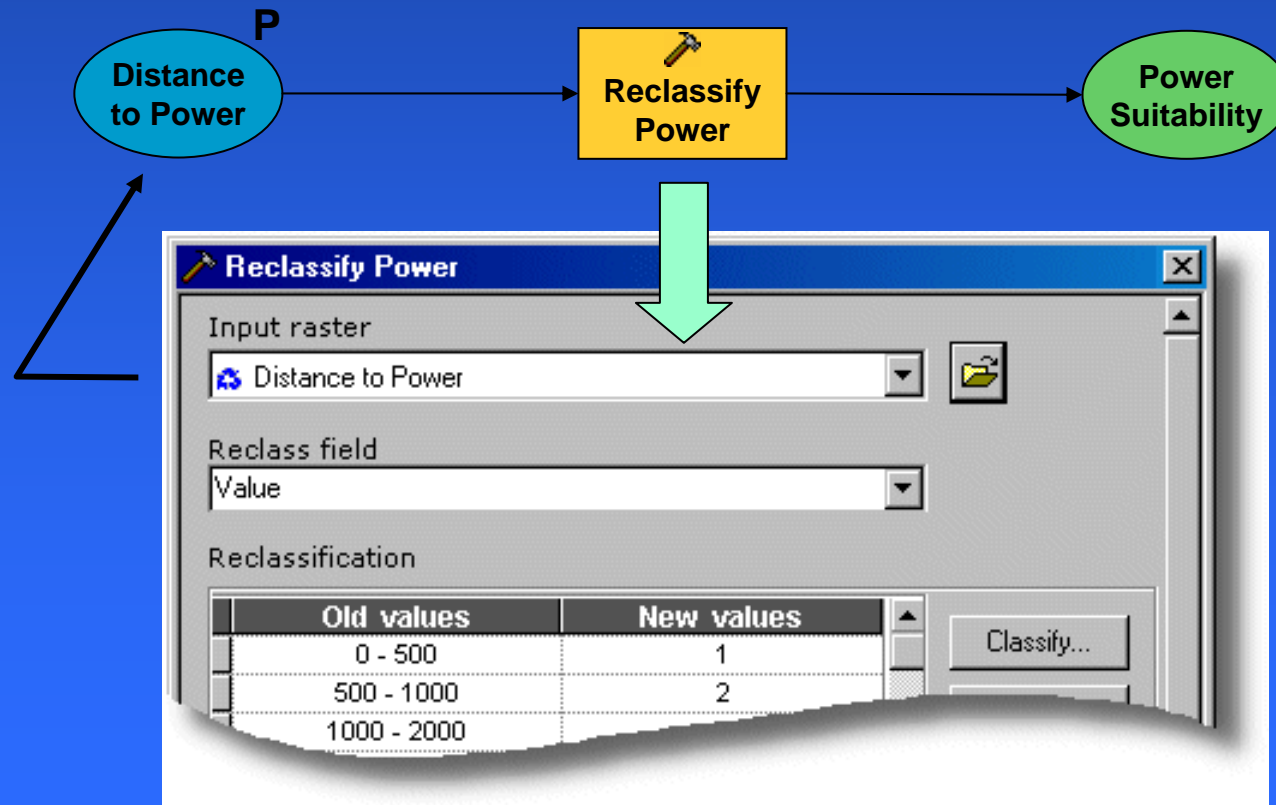 P
Distance
to Power
Reclassify
Power
Power
Suitability
Reclassify Power
Input raster
Distance to Power
Reclass field
Value
Reclassification
Old values New values
0 - 500 1
500 - 1000 2
1000 - 2000
Classify...